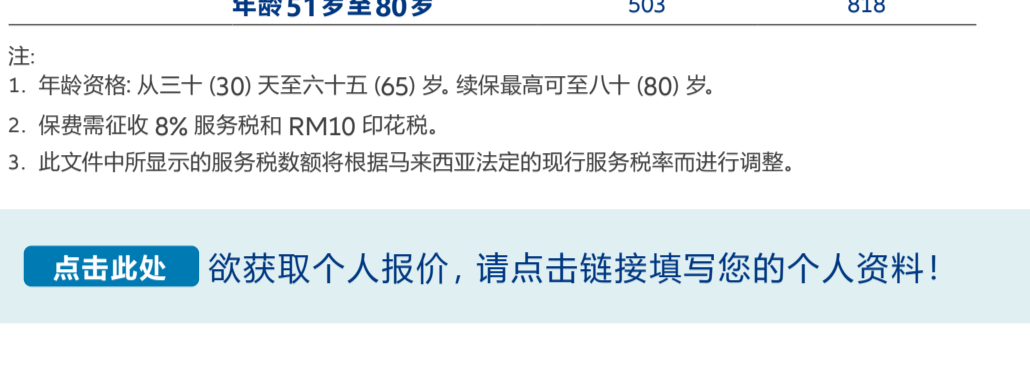 年龄51岁至80岁 503 818
注:
1. 年龄资格: 从三十 (30) 天至六十五 (65) 岁。续保最高可至八十 (80) 岁。
2. 保费需征收 8% 服务税和 RM10 印花税。
3. 此文件中所显示的服务税数额将根据马来西亚法定的现行服务税率而进行调整。
点击此处 欲获取个人报价, 请点击链接填写您的个人资料!